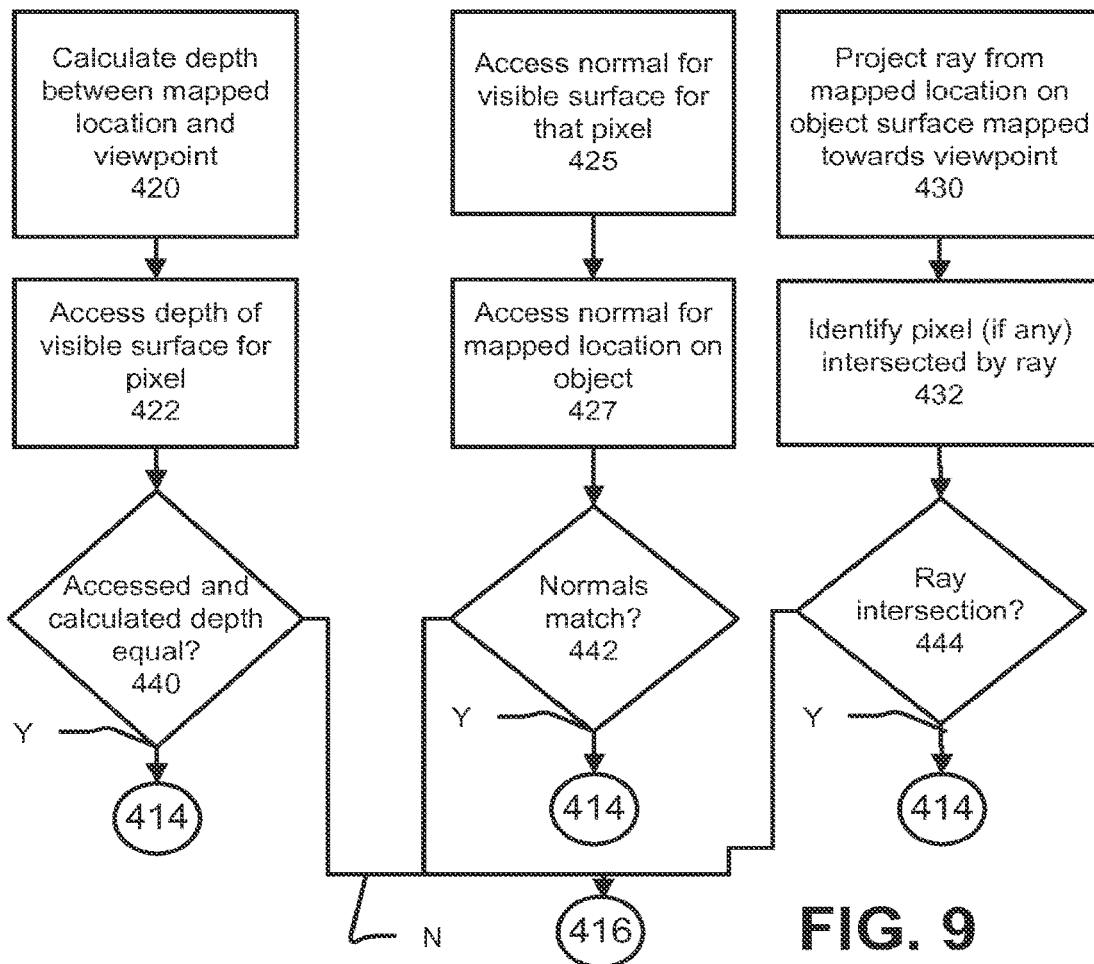 Calculate depth
between mapped
location and
viewpoint
420
Access normal for
visible surface for
that pixel
425
Project ray from
mapped location on
object surface mapped
towards viewpoint
430
Access depth of
visible surface for
pixel
422
Access normal for
mapped location on
object
427
Identify pixel (if any)
intersected by ray
432
Accessed and
calculated depth
equal?
440
Normals
match?
442
Ray
intersection?
444
Y
Y
Y
414
414
414
N
416
FIG. 9